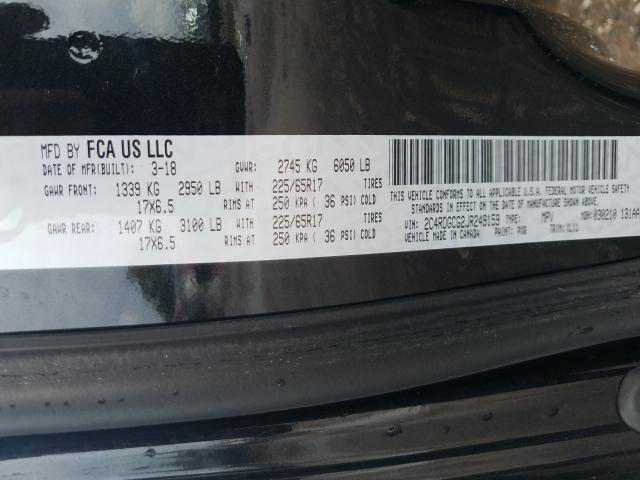 MFD BY FCA US LLC
DATE OF MFR(BUILT): 3-18 GVWR: 2745 KG 6050 LB
GAWR FRONT: 1339 KG 2950 LB WITH 225/65R17 TIRES
17X6.5 RIMS AT 250 KPA ( 36 PSI) COLD
GAWR REAR: 1407 KG 3100 LB WITH 225/65R17 TIRES
17X6.5 RIMS AT 250 KPA ( 36 PSI) COLD
THIS VEHICLE CONFORMS TO ALL APPLICABLE U.S.A. FEDERAL MOTOR VEHICLE SAFETY
STANDARDS IN EFFECT ON THE DATE OF MANUFACTURE SHOWN ABOVE.
VIN: 2C4RDGCG2JR249159 TYPE: MPV MDH:030210 131AA
VEHICLE MADE IN CANADA PAINT: PXR TRIM: